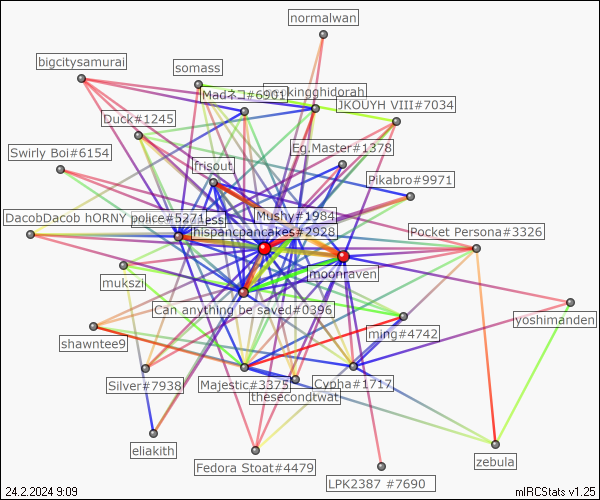 normalwan
bigcitysamurai
somass
Madネコ#6901
kingghidorah
JKOUYH VIII#7034
Duck#1245
Eg.Master#1378
Swirly Boi#6154
frisout
Pikabro#9971
DacobDacob hORNY police#5271
Mushy#1984
hispancpancakes#2928
Pocket Persona#3326
moonraven
mukszi
Can anything be saved#0396
yoshimanden
ming#4742
shawntee9
Silver#7938
Majestic#3375
Cypha#1717
thesecondtwat
eliakith
Fedora Stoat#4479
zebula
LPK2387 #7690
24.2.2024 9:09
mIRCStats v1.25